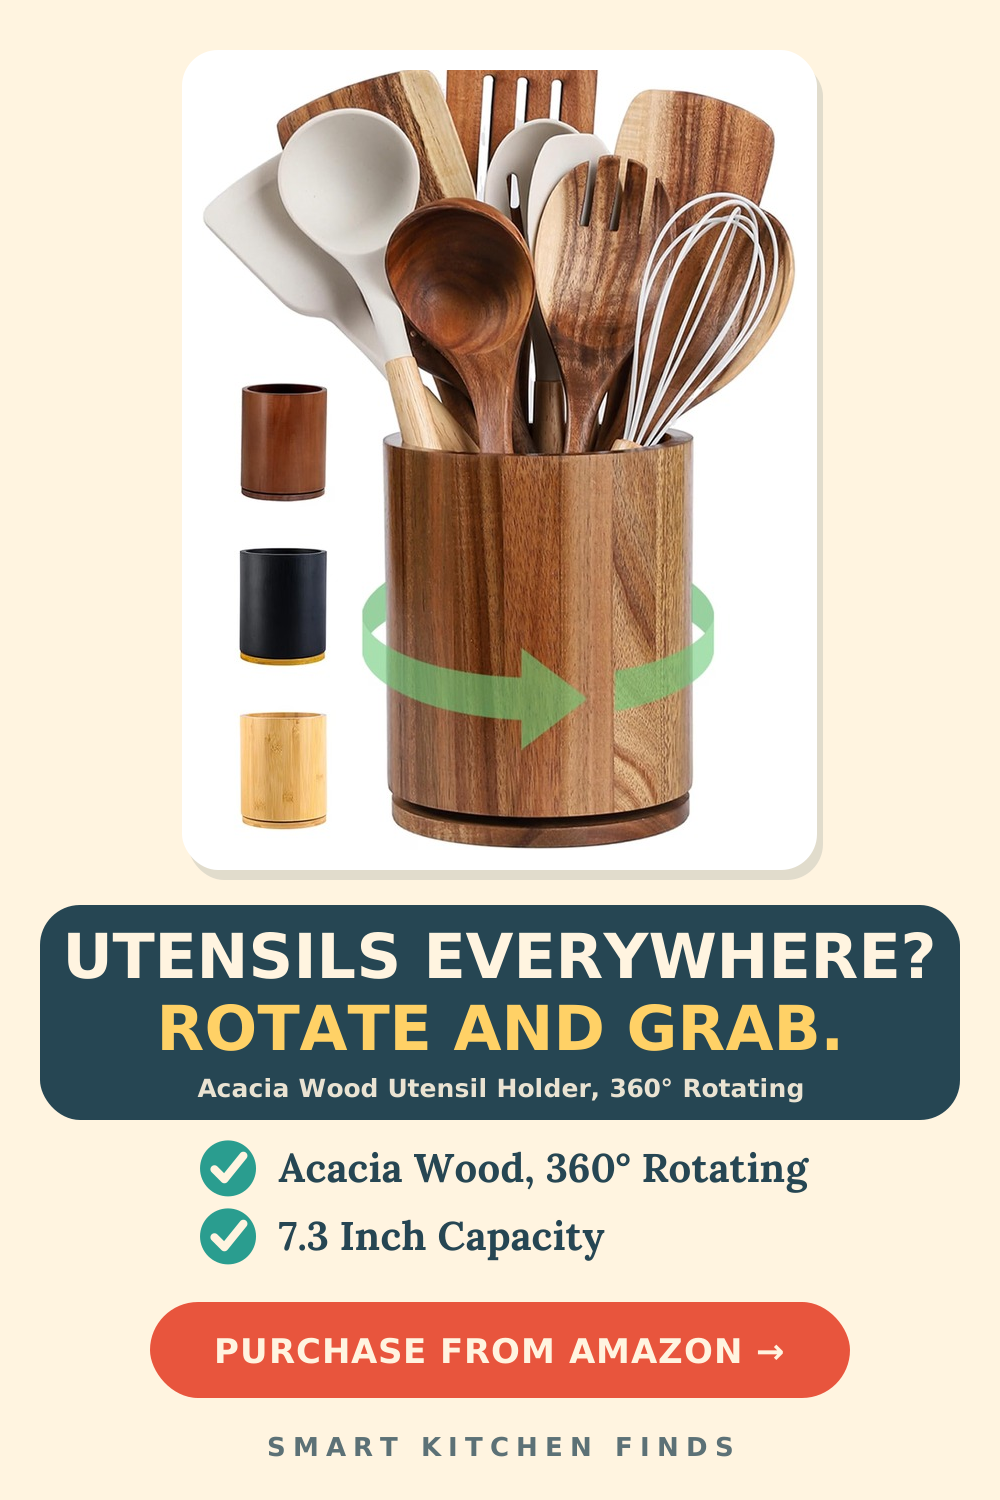 UTENSILS EVERYWHERE?
ROTATE AND GRAB.
Acacia Wood Utensil Holder, 360° Rotating
Acacia Wood, 360° Rotating
7.3 Inch Capacity
PURCHASE FROM AMAZON →
SMART KITCHEN FINDS